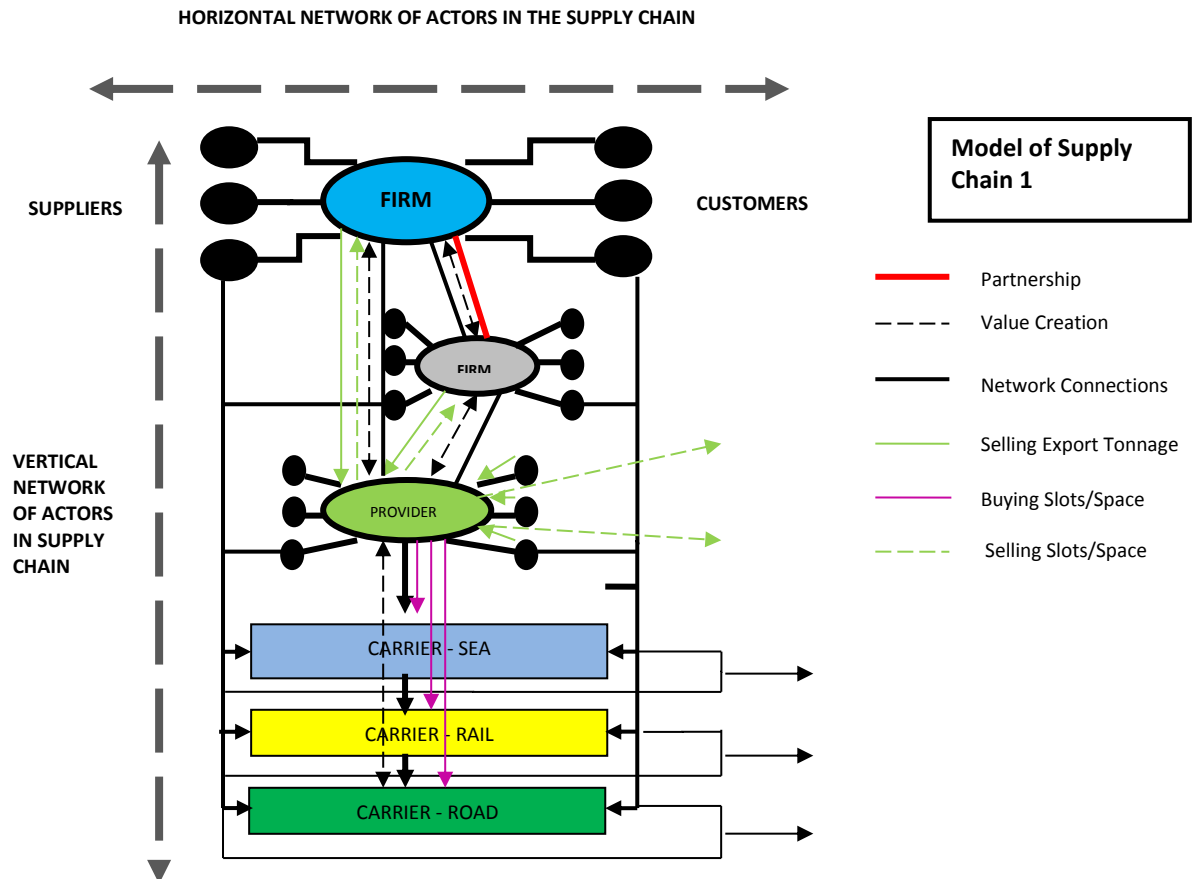 HORIZONTAL NETWORK OF ACTORS IN THE SUPPLY CHAIN
Model of Supply
Chain 1
FIRM
SUPPLIERS
CUSTOMERS
Partnership
Value Creation
FIRM
Network Connections
Selling Export Tonnage
VERTICAL
NETWORK
OF ACTORS
IN SUPPLY
CHAIN
PROVIDER
Buying Slots/Space
Selling Slots/Space
CARRIER - SEA
CARRIER - RAIL
CARRIER - ROAD